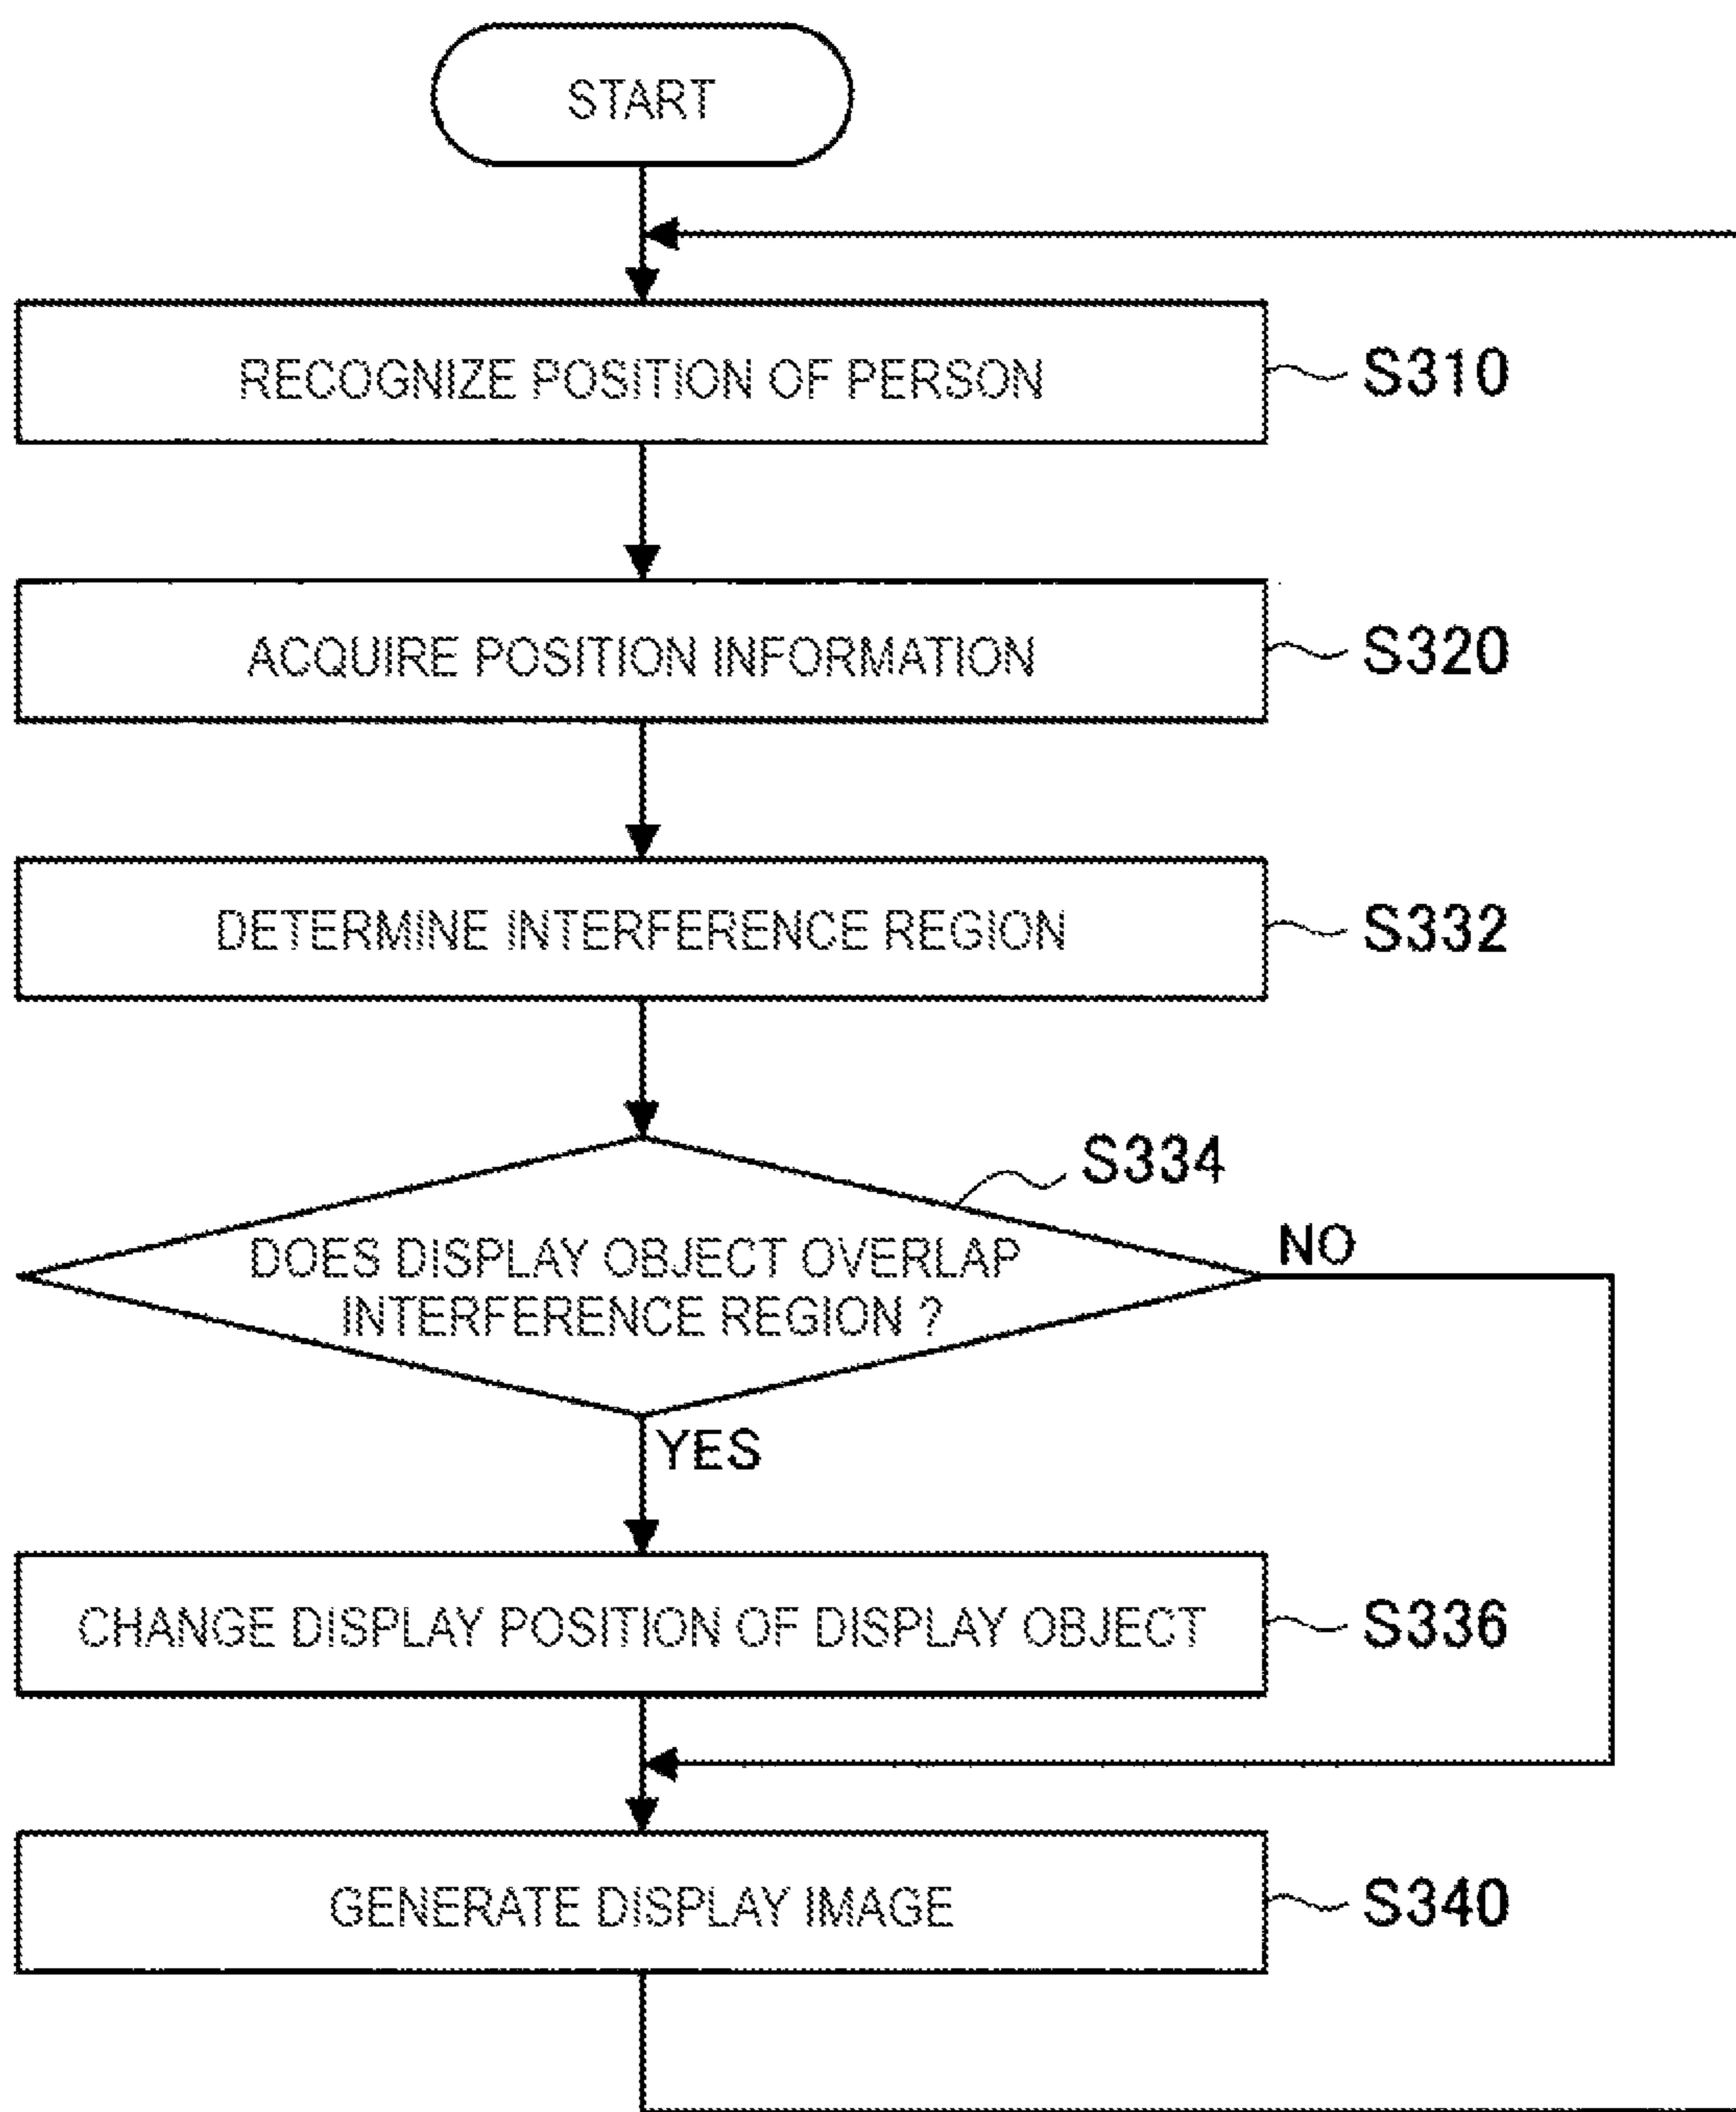 START
RECOGNIZE POSITION OF PERSON
S310
ACQUIRE POSITION INFORMATION
S320
DETERMINE INTERFERENCE REGION
S332
S334
DOES DISPLAY OBJECT OVERLAP
INTERFERENCE REGION ?
NO
YES
CHANGE DISPLAY POSITION OF DISPLAY OBJECT
S336
GENERATE DISPLAY IMAGE
S340